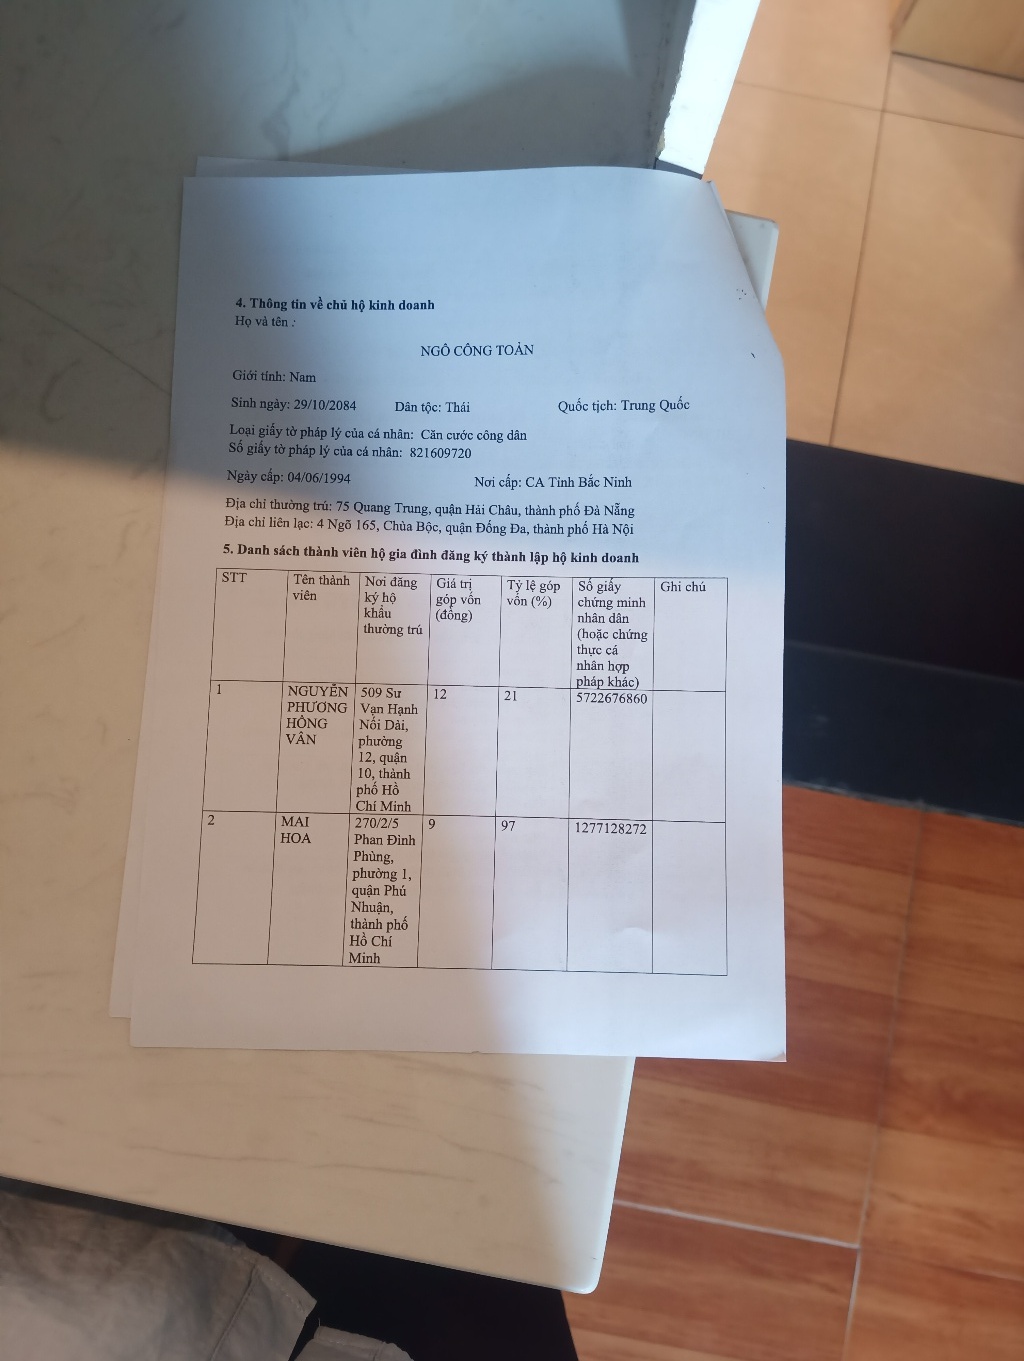 4. Thông tin về chủ hộ kinh doanh
Họ và tên :
NGÔ CÔNG TOẢN
Giới tính: Nam
Sinh ngày: 29/10/2084 Dân tộc: Thái Quốc tịch: Trung Quốc
Loại giấy tờ pháp lý của cá nhân: Căn cước công dân
Số giấy tờ pháp lý của cá nhân: 821609720
Ngày cấp: 04/06/1994 Nơi cấp: CA Tỉnh Bắc Ninh
Địa chỉ thường trú: 75 Quang Trung, quận Hải Châu, thành phố Đà Nẵng
Địa chỉ liên lạc: 4 Ngõ 165, Chùa Bộc, quận Đống Đa, thành phố Hà Nội
5. Danh sách thành viên hộ gia đình đăng ký thành lập hộ kinh doanh
STT
Tên thành
viên
Nơi đăng
ký hộ
khẩu
thường trú
Giá trị
góp vốn
(đồng)
Tỷ lệ góp
vốn (%)
Số giấy
chứng minh
nhân dân
(hoặc chứng
thực cá
nhân hợp
pháp khác)
Ghi chú
1
NGUYỄN
PHƯƠNG
HỒNG
VÂN
509 Sư
Vạn Hạnh
Nối Dài,
phường
12, quận
10, thành
phố Hồ
Chí Minh
12
21
5722676860
2
MAI
HOA
270/2/5
Phan Đình
Phùng,
phường 1,
quận Phú
Nhuận,
thành phố
Hồ Chí
Minh
9
97
1277128272